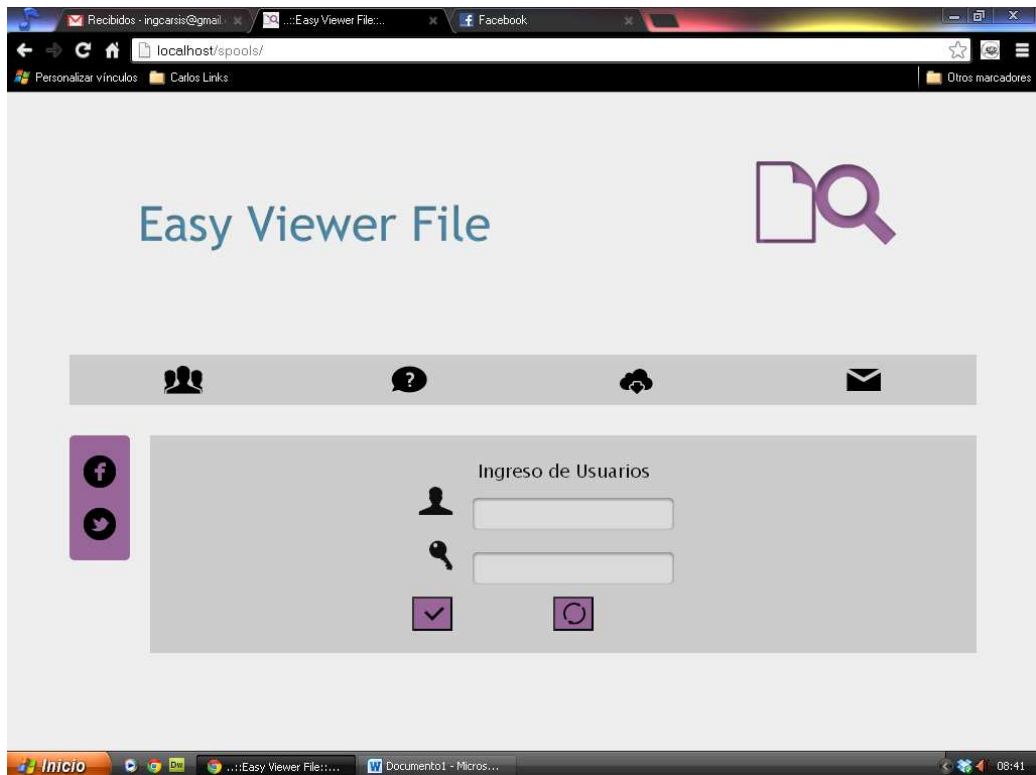 Recibidos - ingcarsis@gmail.
..::Easy Viewer File::..
Facebook
localhost/spools/
Personalizar vínculos
Carlos Links
Otros marcadores
Easy Viewer File
Ingreso de Usuarios
Inicio
Dw
..::Easy Viewer File::...
Documento1 - Micros...
08:41